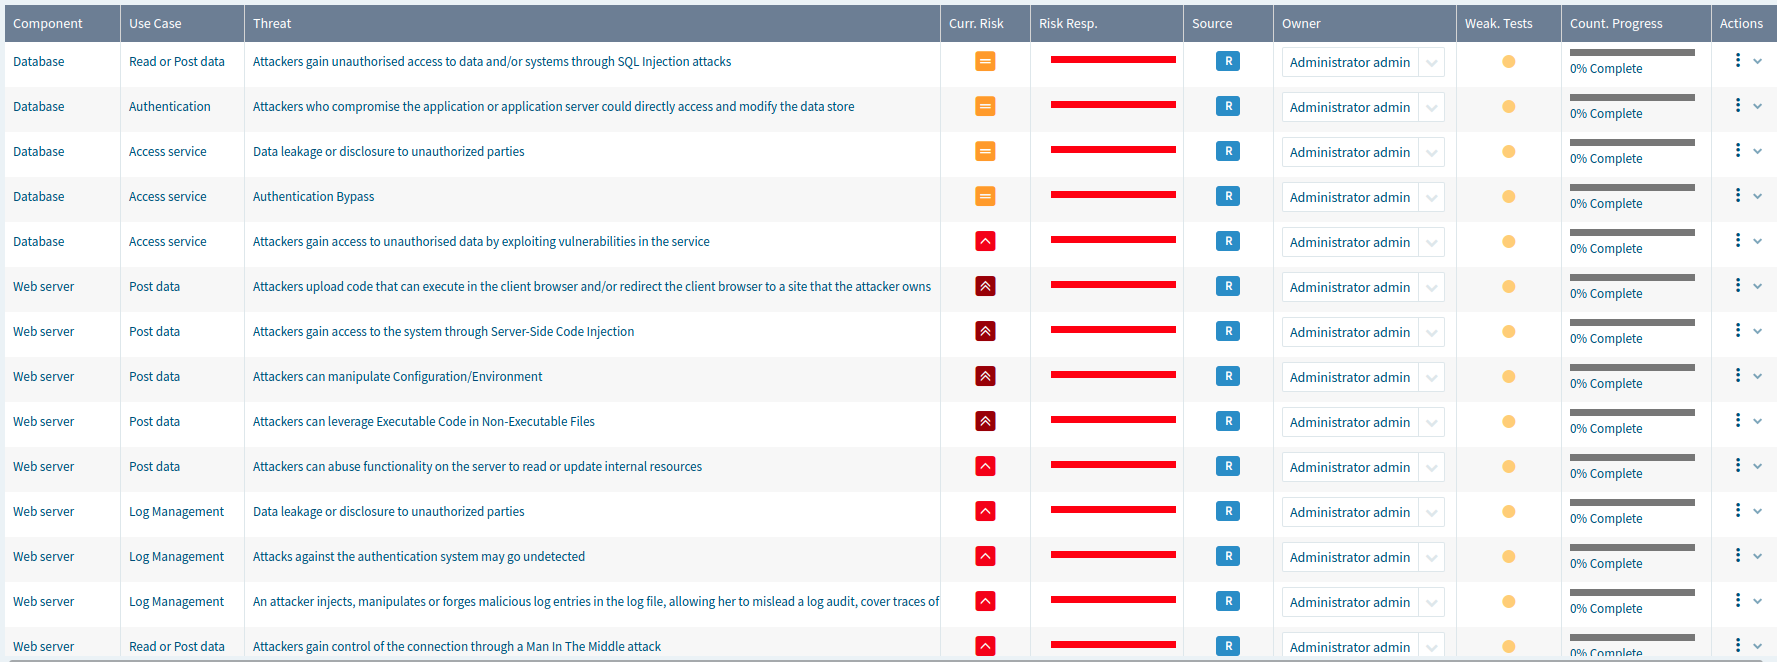 Component Use Case Threat Curr. Risk Risk Resp. Source Owner Weak. Tests Count. Progress Actions
Database Read or Post data Attackers gain unauthorised access to data and/or systems through SQL Injection attacks R Administrator admin 0% Complete
Database Authentication Attackers who compromise the application or application server could directly access and modify the data store R Administrator admin 0% Complete
Database Access service Data leakage or disclosure to unauthorized parties R Administrator admin 0% Complete
Database Access service Authentication Bypass R Administrator admin 0% Complete
Database Access service Attackers gain access to unauthorised data by exploiting vulnerabilities in the service R Administrator admin 0% Complete
Web server Post data Attackers upload code that can execute in the client browser and/or redirect the client browser to a site that the attacker owns R Administrator admin 0% Complete
Web server Post data Attackers gain access to the system through Server-Side Code Injection R Administrator admin 0% Complete
Web server Post data Attackers can manipulate Configuration/Environment R Administrator admin 0% Complete
Web server Post data Attackers can leverage Executable Code in Non-Executable Files R Administrator admin 0% Complete
Web server Post data Attackers can abuse functionality on the server to read or update internal resources R Administrator admin 0% Complete
Web server Log Management Data leakage or disclosure to unauthorized parties R Administrator admin 0% Complete
Web server Log Management Attacks against the authentication system may go undetected R Administrator admin 0% Complete
Web server Log Management An attacker injects, manipulates or forges malicious log entries in the log file, allowing her to mislead a log audit, cover traces of R Administrator admin 0% Complete
Web server Read or Post data Attackers gain control of the connection through a Man In The Middle attack R Administrator admin 0% Complete